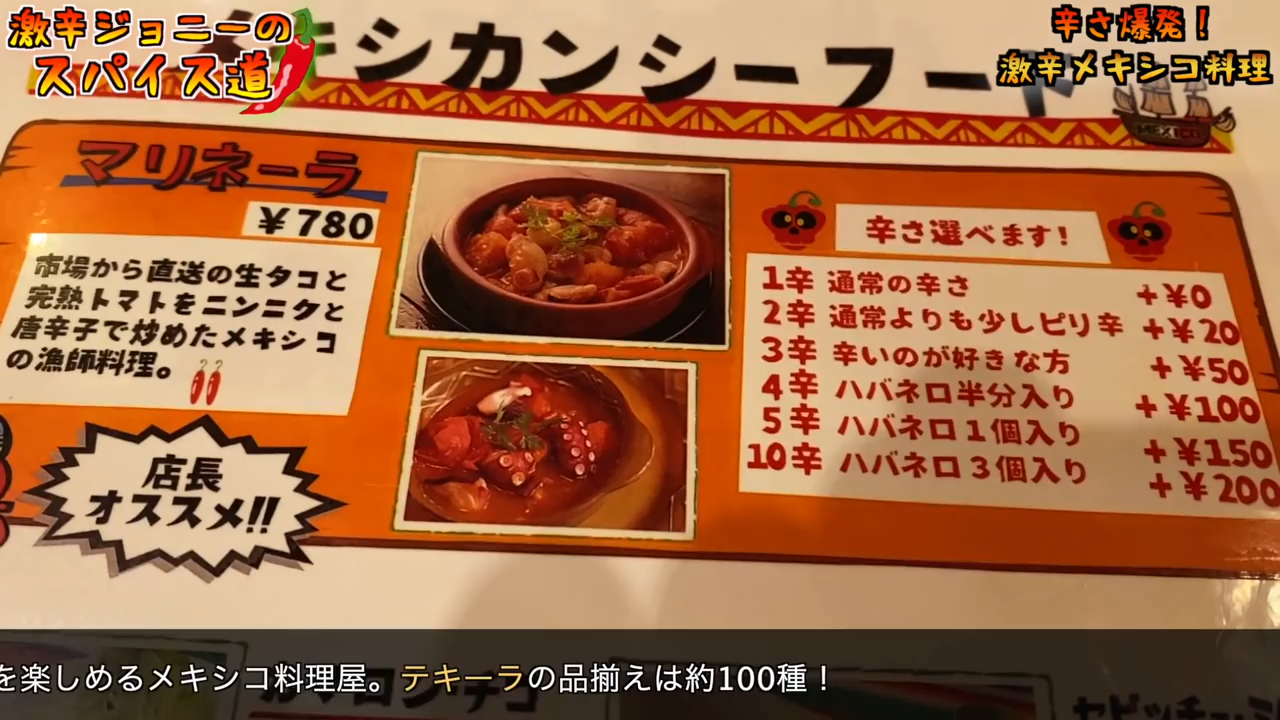 激辛ジョニーの
スパイス道
辛さ爆発！
激辛メキシコ料理
メキシカンシーフード
MEXICO
マリネーラ
￥780
市場から直送の生タコと
完熟トマトをニンニクと
唐辛子で炒めたメキシコ
の漁師料理。
店長
オススメ!!
辛さ選べます!
1辛 通常の辛さ +￥0
2辛 通常よりも少しピリ辛 +￥20
3辛 辛いのが好きな方 +￥50
4辛 ハバネロ半分入り +￥100
5辛 ハバネロ1個入り +￥150
10辛 ハバネロ3個入り +￥200
を楽しめるメキシコ料理屋。テキーラの品揃えは約100種！